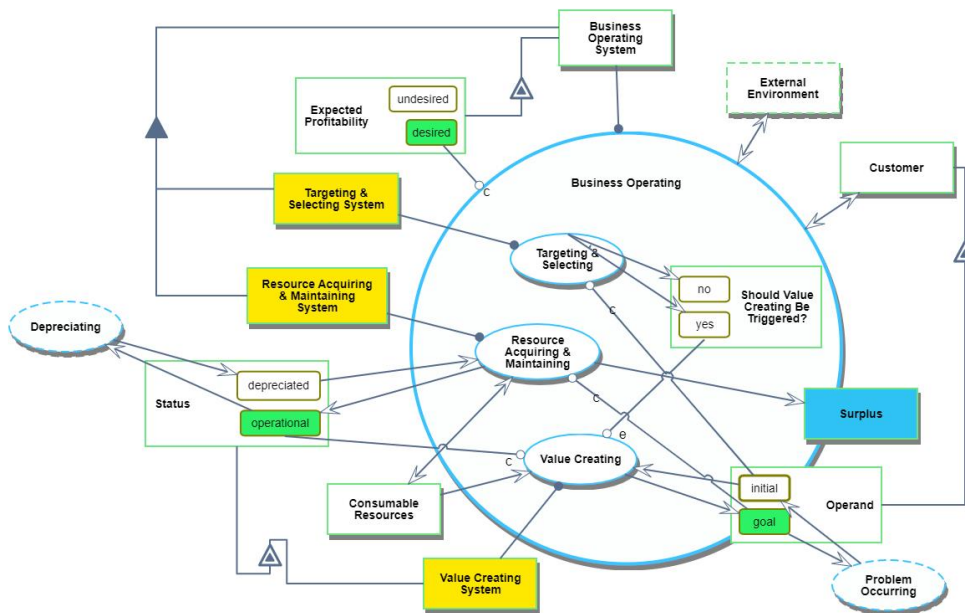 Business
Operating
System
External
Environment
Expected
Profitability
undesired
desired
c
Customer
Business Operating
Targeting &
Selecting System
Targeting &
Selecting
no
yes
Should Value
Creating Be
Triggered?
Resource Acquiring
& Maintaining
System
c
Depreciating
Resource
Acquiring &
Maintaining
Status
depreciated
operational
c
Surplus
e
Value Creating
c
Consumable
Resources
initial
goal
Operand
Value Creating
System
Problem
Occurring